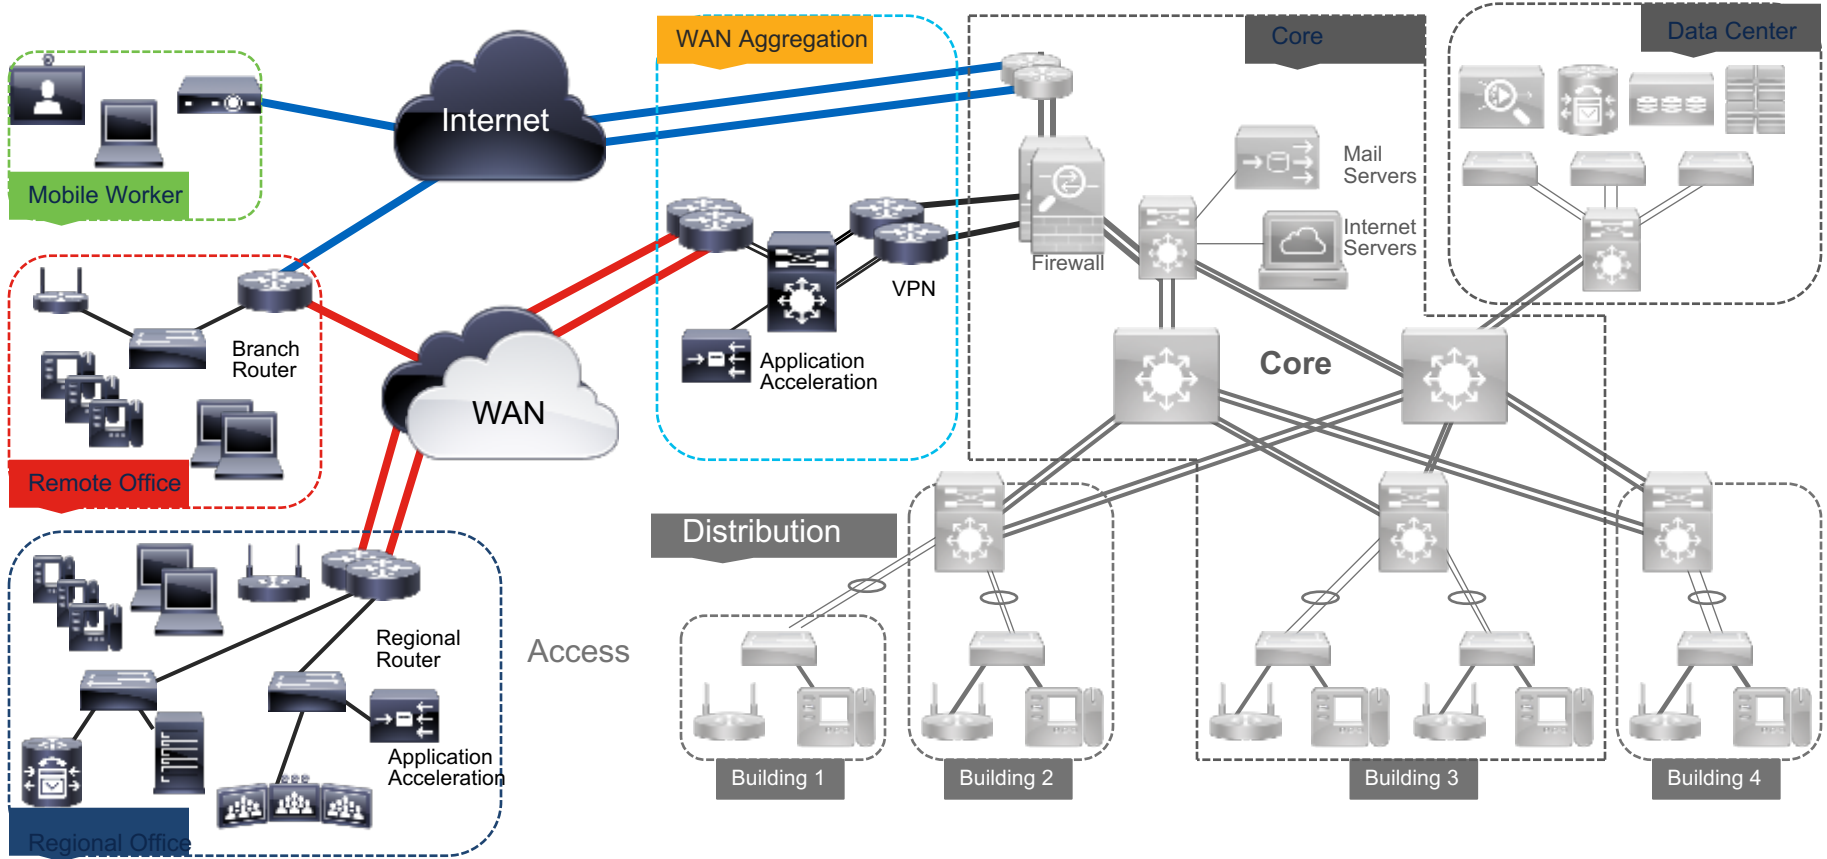 WAN Aggregation
Core
Data Center
Internet
Mobile Worker
Mail
Servers
Internet
Servers
Firewall
VPN
Branch
Router
Application
Acceleration
Core
WAN
Remote Office
Distribution
Regional
Router
Access
Application
Acceleration
Building 1
Building 2
Building 3
Building 4
Regional Office